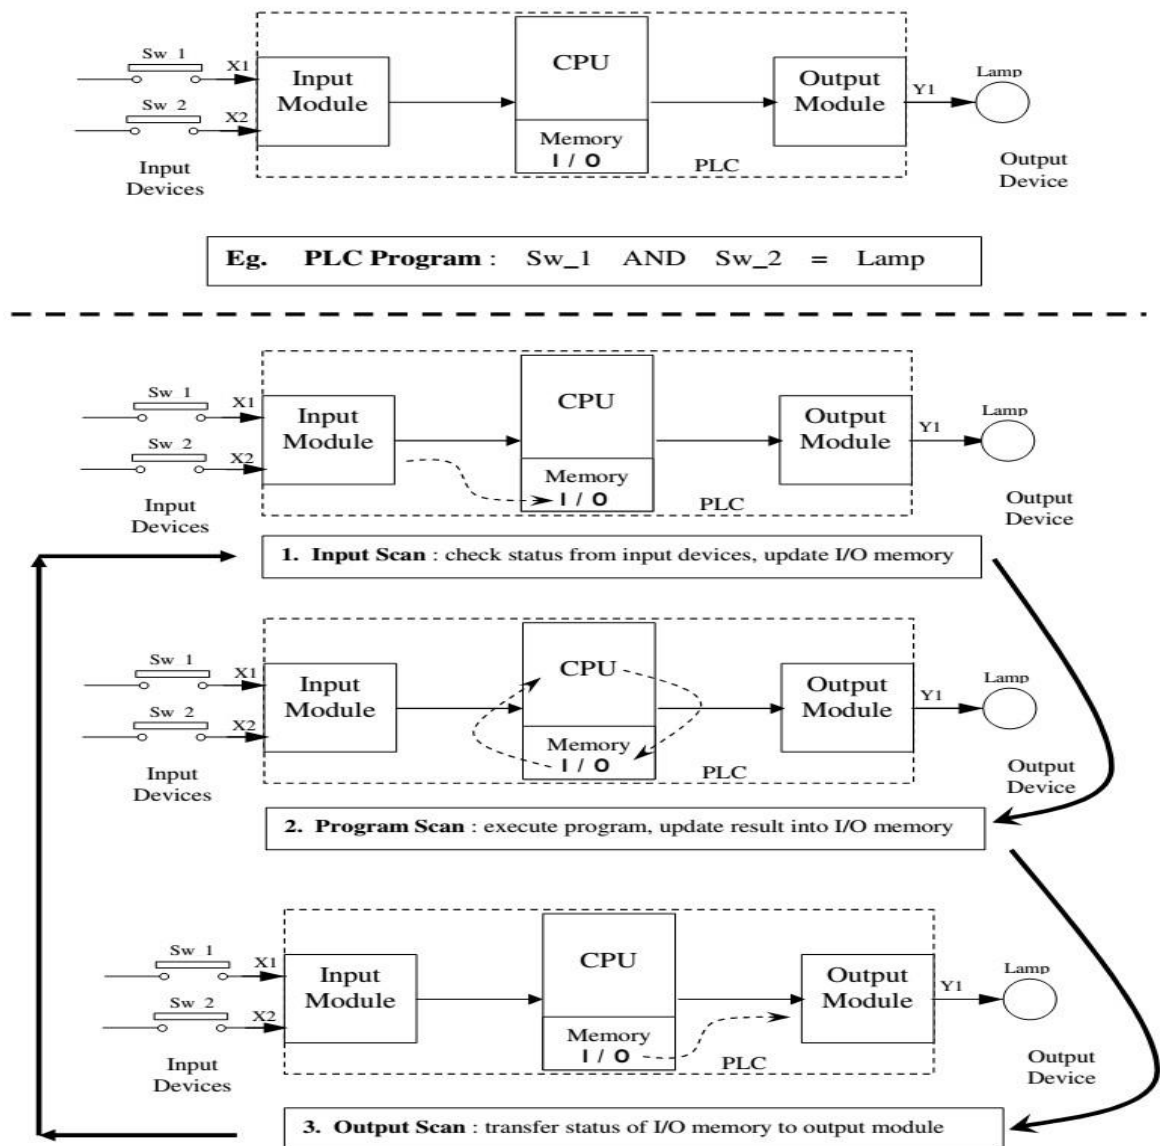 Sw 1
X1
Sw 2
X2
Input
Devices
Input
Module
CPU
Memory
I / O
PLC
Output
Module
Y1
Lamp
Output
Device
Eg. PLC Program : Sw_1 AND Sw_2 = Lamp
Sw 1
X1
Sw 2
X2
Input
Devices
Input
Module
CPU
Memory
I / O
PLC
Output
Module
Y1
Lamp
Output
Device
1. Input Scan : check status from input devices, update I/O memory
Sw 1
X1
Sw 2
X2
Input
Devices
Input
Module
CPU
Memory
I / O
PLC
Output
Module
Y1
Lamp
Output
Device
2. Program Scan : execute program, update result into I/O memory
Sw 1
X1
Sw 2
X2
Input
Devices
Input
Module
CPU
Memory
I / O
PLC
Output
Module
Y1
Lamp
Output
Device
3. Output Scan : transfer status of I/O memory to output module